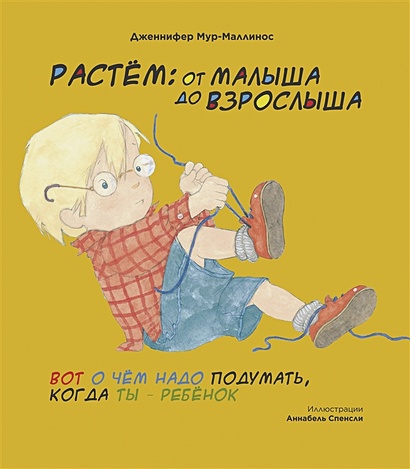 Дженнифер Мур-Маллинос
РАСТЁМ: ОТ МАЛЫША
ДО ВЗРОСЛЫША
ВОТ О ЧЁМ НАДО ПОДУМАТЬ,
КОГДА ТЫ – РЕБЁНОК
Иллюстрации
Аннабель Спенсли